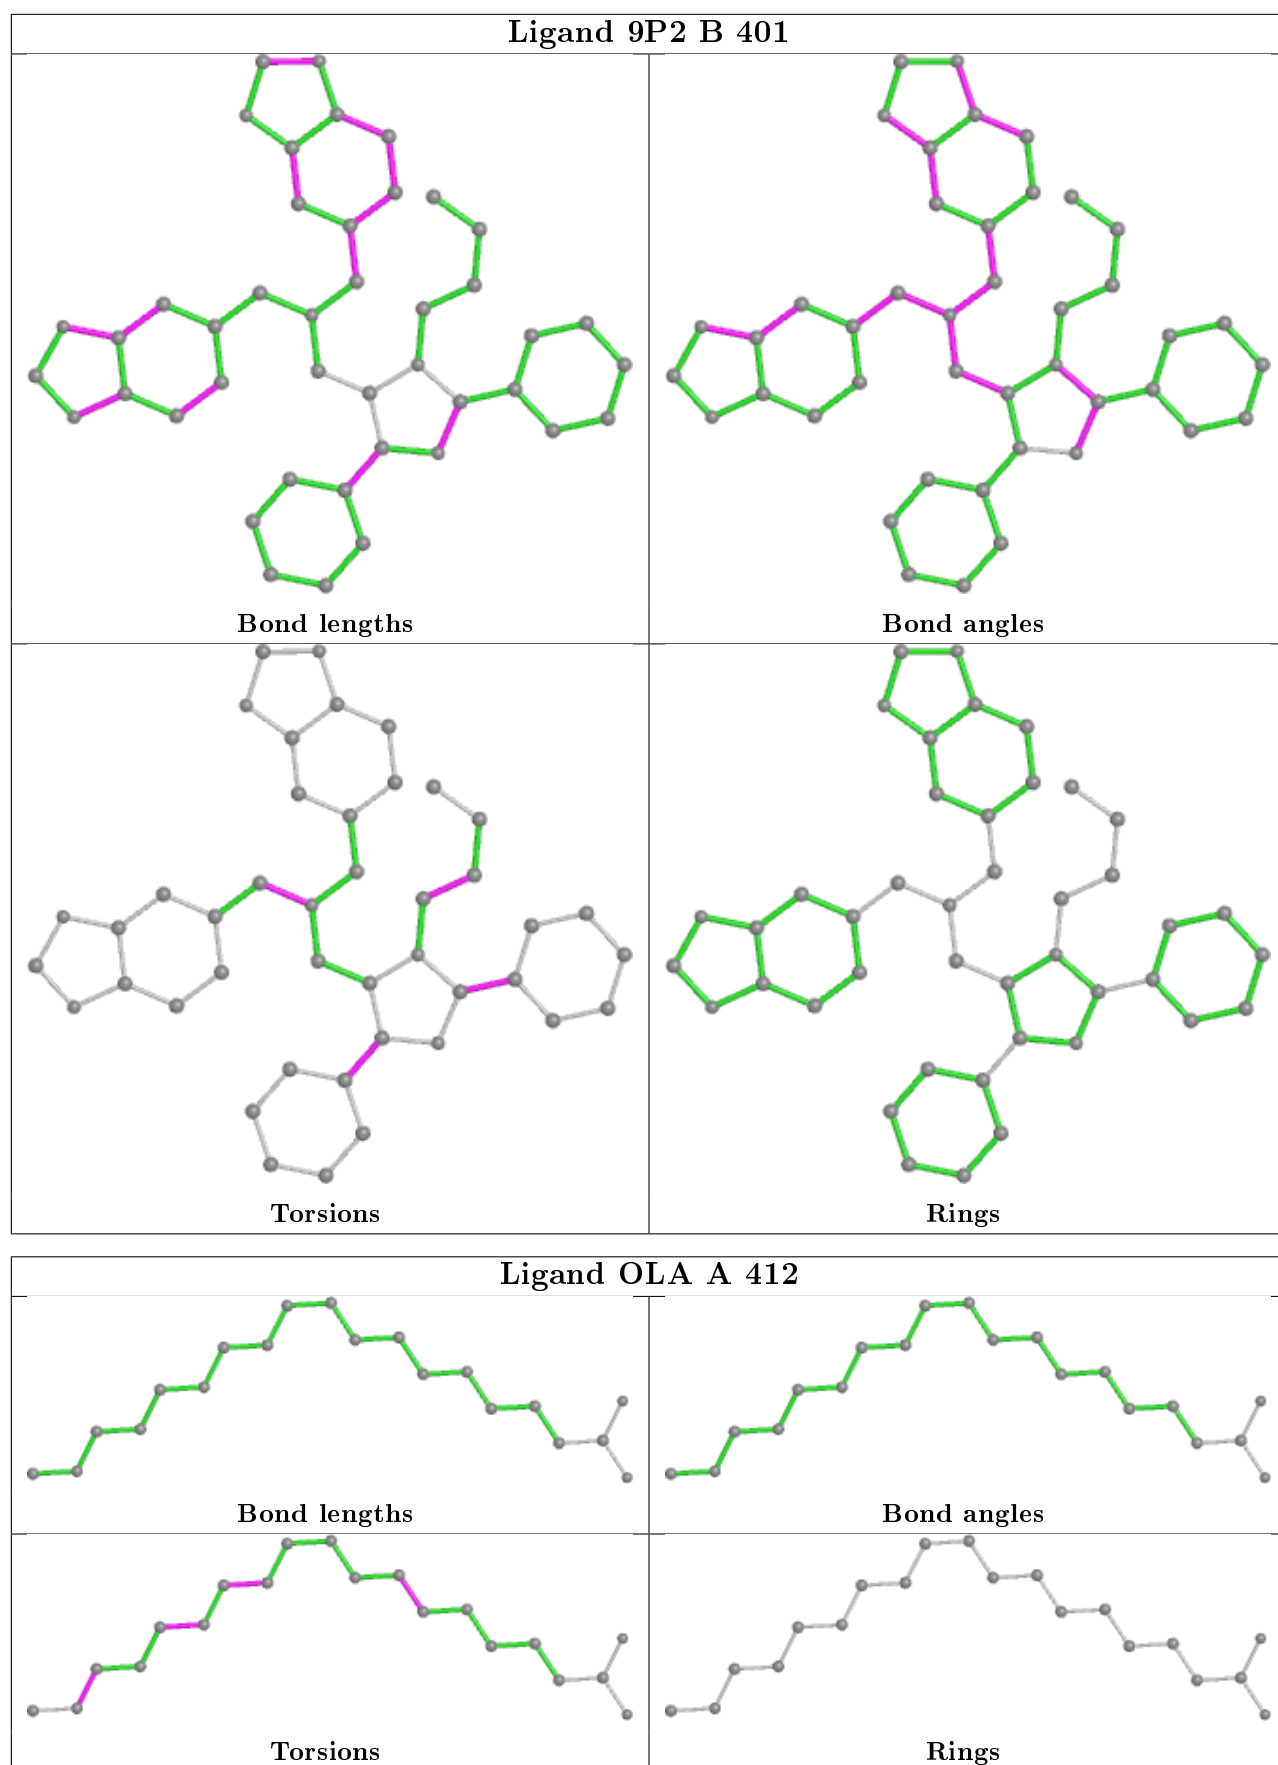 Ligand 9P2 B 401
Bond lengths
Bond angles
Torsions
Rings
Ligand OLA A 412
Bond lengths
Bond angles
Torsions
Rings